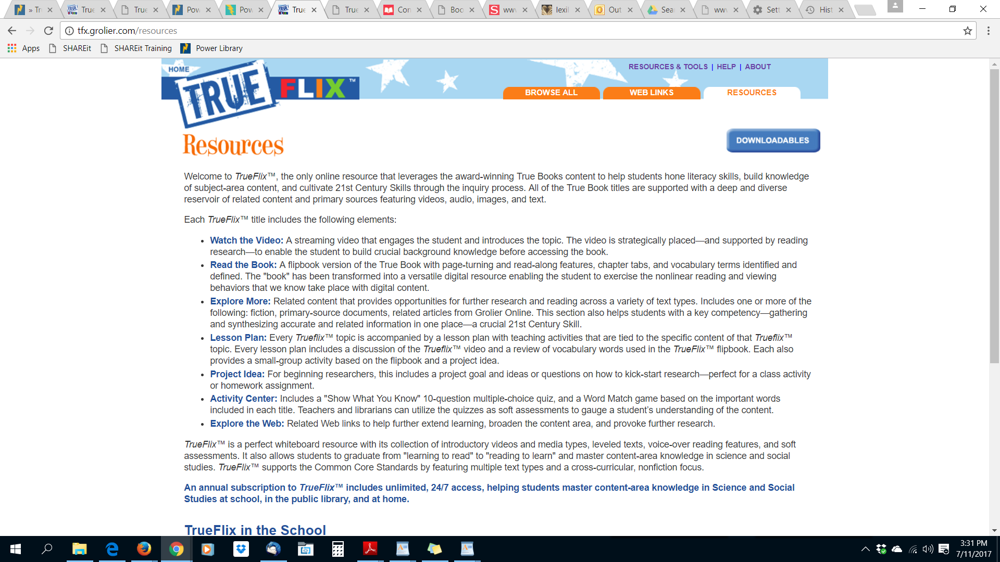 » Tr
True
True
Pow
Pow
True
True
Con
Boo
ww
lexil
Out
Sea
ww
Sett
Hist
tfx.grolier.com/resources
Apps SHAREit SHAREit Training Power Library
HOME
TRUE FLIX™
RESOURCES & TOOLS | HELP | ABOUT
BROWSE ALL WEB LINKS RESOURCES
Resources
DOWNLOADABLES
Welcome to TrueFlix™, the only online resource that leverages the award-winning True Books content to help students hone literacy skills, build knowledge
of subject-area content, and cultivate 21st Century Skills through the inquiry process. All of the True Book titles are supported with a deep and diverse
reservoir of related content and primary sources featuring videos, audio, images, and text.
Each TrueFlix™ title includes the following elements:
• Watch the Video: A streaming video that engages the student and introduces the topic. The video is strategically placed—and supported by reading
research—to enable the student to build crucial background knowledge before accessing the book.
• Read the Book: A flipbook version of the True Book with page-turning and read-along features, chapter tabs, and vocabulary terms identified and
defined. The "book" has been transformed into a versatile digital resource enabling the student to exercise the nonlinear reading and viewing
behaviors that we know take place with digital content.
• Explore More: Related content that provides opportunities for further research and reading across a variety of text types. Includes one or more of the
following: fiction, primary-source documents, related articles from Grolier Online. This section also helps students with a key competency—gathering
and synthesizing accurate and related information in one place—a crucial 21st Century Skill.
• Lesson Plan: Every Trueflix™ topic is accompanied by a lesson plan with teaching activities that are tied to the specific content of that Trueflix™
topic. Every lesson plan includes a discussion of the Trueflix™ video and a review of vocabulary words used in the TrueFlix™ flipbook. Each also
provides a small-group activity based on the flipbook and a project idea.
• Project Idea: For beginning researchers, this includes a project goal and ideas or questions on how to kick-start research—perfect for a class activity
or homework assignment.
• Activity Center: Includes a "Show What You Know" 10-question multiple-choice quiz, and a Word Match game based on the important words
included in each title. Teachers and librarians can utilize the quizzes as soft assessments to gauge a student’s understanding of the content.
• Explore the Web: Related Web links to help further extend learning, broaden the content area, and provoke further research.
TrueFlix™ is a perfect whiteboard resource with its collection of introductory videos and media types, leveled texts, voice-over reading features, and soft
assessments. It also allows students to graduate from "learning to read" to "reading to learn" and master content-area knowledge in science and social
studies. TrueFlix™ supports the Common Core Standards by featuring multiple text types and a cross-curricular, nonfiction focus.
An annual subscription to TrueFlix™ includes unlimited, 24/7 access, helping students master content-area knowledge in Science and Social
Studies at school, in the public library, and at home.
TrueFlix in the School
3:31 PM
7/11/2017